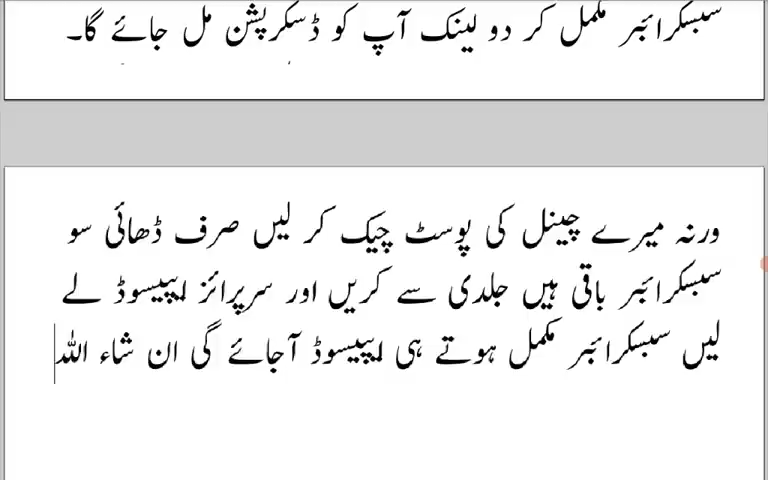 سبسکرائبر مکمل کر دو لینک آپ کو ڈسکرپشن مل جائے گا۔
ورنہ میرے چینل کی پوسٹ چیک کر لیں صرف ڈھائی سو
سبسکرائبر باقی ہیں جلدی سے کریں اور سرپرائز ایپیسوڈ لے
لیں سبسکرائبر مکمل ہوتے ہی ایپیسوڈ آجائے گی ان شاء اللہ